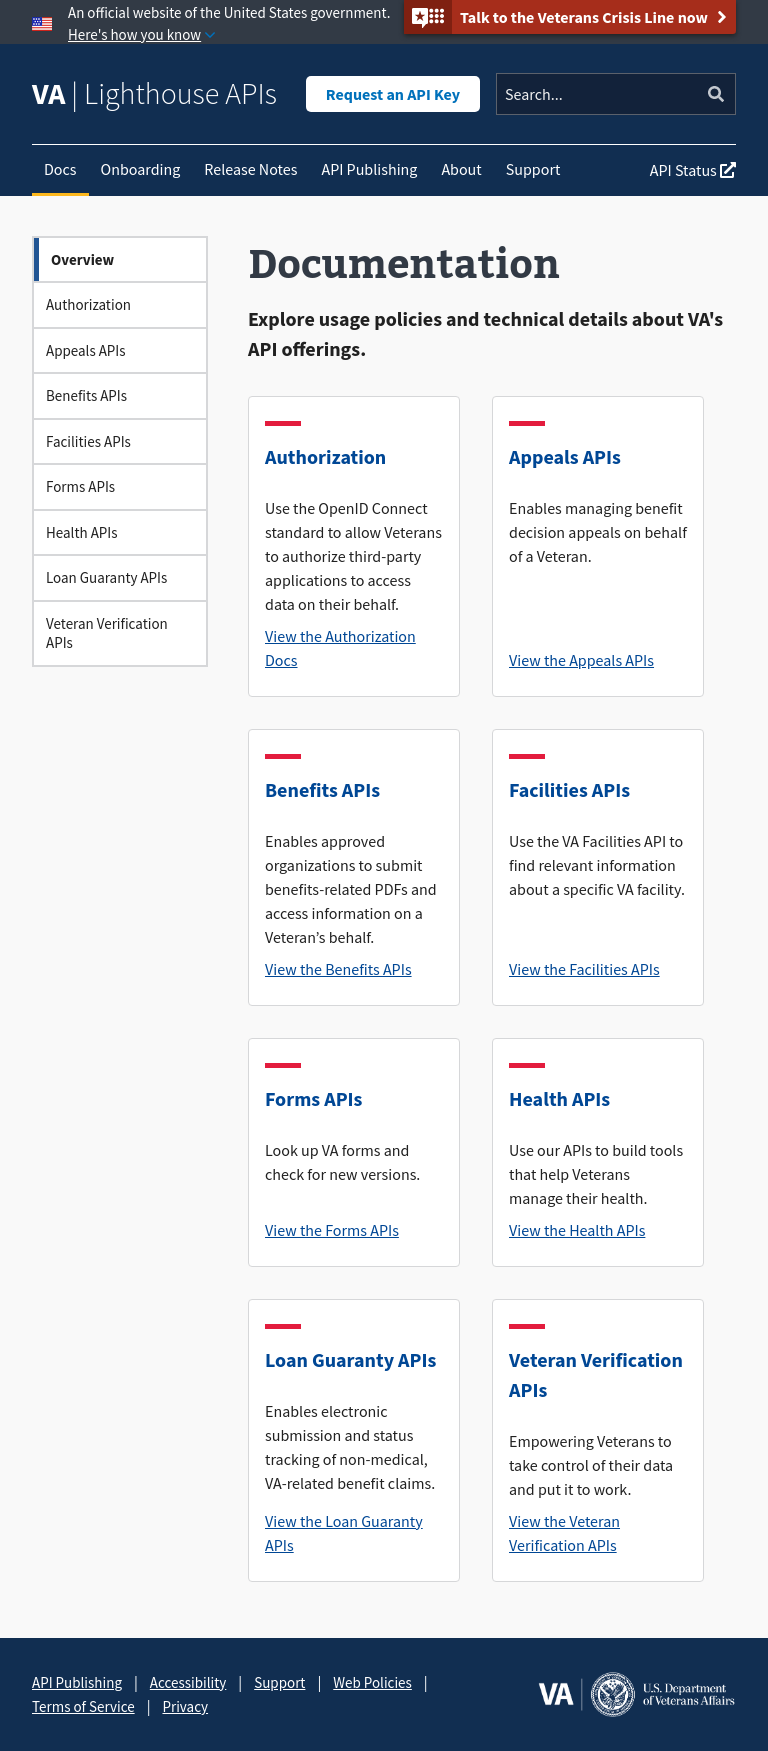 An official website of the United States government.
Here's how you know
Talk to the Veterans Crisis Line now
VA | Lighthouse APIs
Request an API Key
Search...
Docs Onboarding Release Notes API Publishing About Support API Status
Overview
Authorization
Appeals APIs
Benefits APIs
Facilities APIs
Forms APIs
Health APIs
Loan Guaranty APIs
Veteran Verification
APIs
Documentation
Explore usage policies and technical details about VA's
API offerings.
Authorization
Use the OpenID Connect
standard to allow Veterans
to authorize third-party
applications to access
data on their behalf.
View the Authorization
Docs
Appeals APIs
Enables managing benefit
decision appeals on behalf
of a Veteran.
View the Appeals APIs
Benefits APIs
Enables approved
organizations to submit
benefits-related PDFs and
access information on a
Veteran’s behalf.
View the Benefits APIs
Facilities APIs
Use the VA Facilities API to
find relevant information
about a specific VA facility.
View the Facilities APIs
Forms APIs
Look up VA forms and
check for new versions.
View the Forms APIs
Health APIs
Use our APIs to build tools
that help Veterans
manage their health.
View the Health APIs
Loan Guaranty APIs
Enables electronic
submission and status
tracking of non-medical,
VA-related benefit claims.
View the Loan Guaranty
APIs
Veteran Verification
APIs
Empowering Veterans to
take control of their data
and put it to work.
View the Veteran
Verification APIs
API Publishing | Accessibility | Support | Web Policies |
Terms of Service | Privacy
VA
U.S. Department
of Veterans Affairs